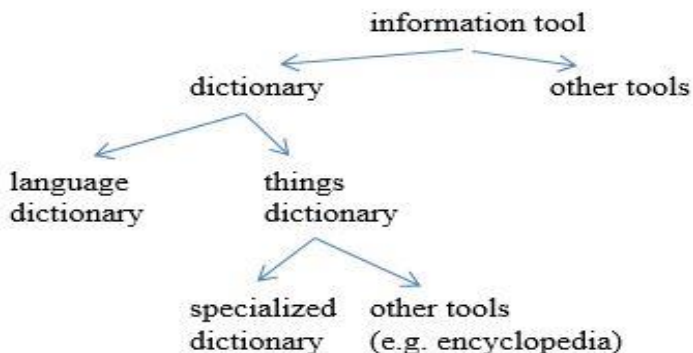 information tool
dictionary
other tools
language
dictionary
things
dictionary
specialized
dictionary
other tools
(e.g. encyclopedia)